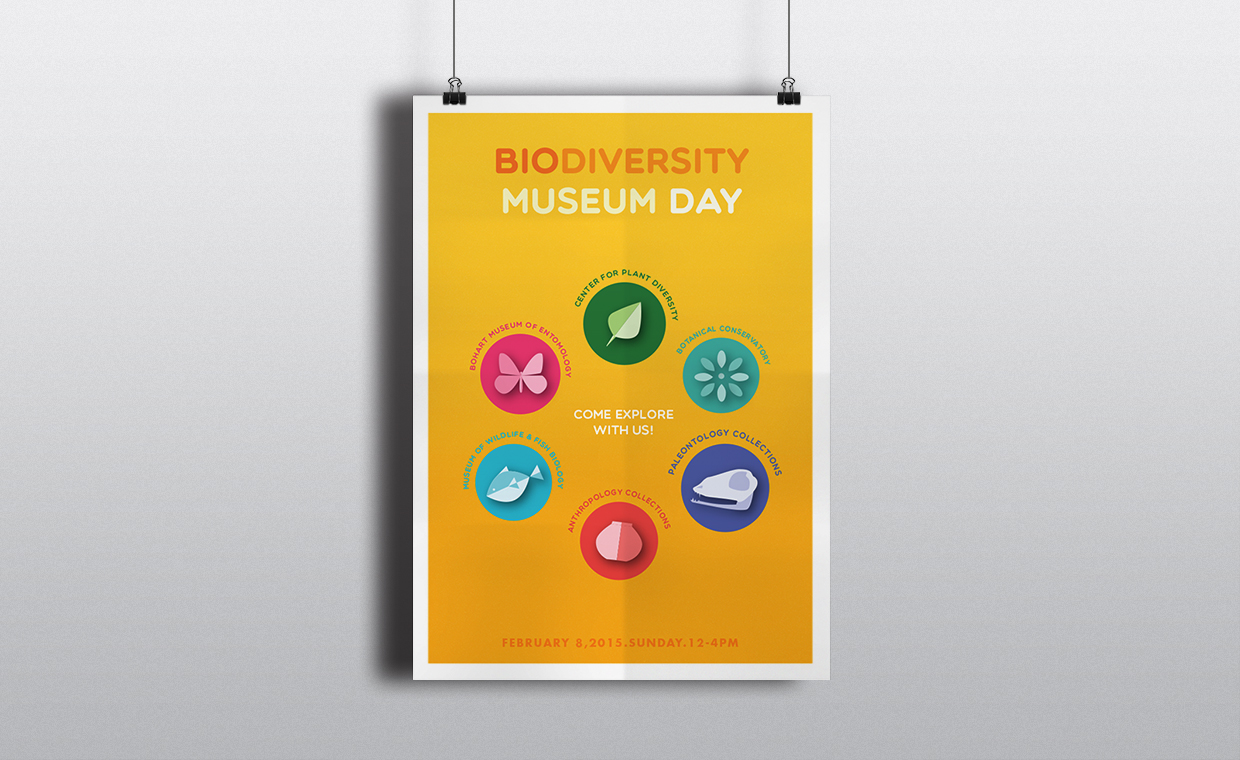 BIODIVERSITY
MUSEUM DAY
CENTER FOR PLANT DIVERSITY
BOHART MUSEUM OF ENTOMOLOGY
BOTANICAL CONSERVATORY
COME EXPLORE
WITH US!
MUSEUM OF WILDLIFE & FISH BIOLOGY
PALEONTOLOGY COLLECTIONS
ANTHROPOLOGY COLLECTIONS
FEBRUARY 8,2015.SUNDAY.12-4PM